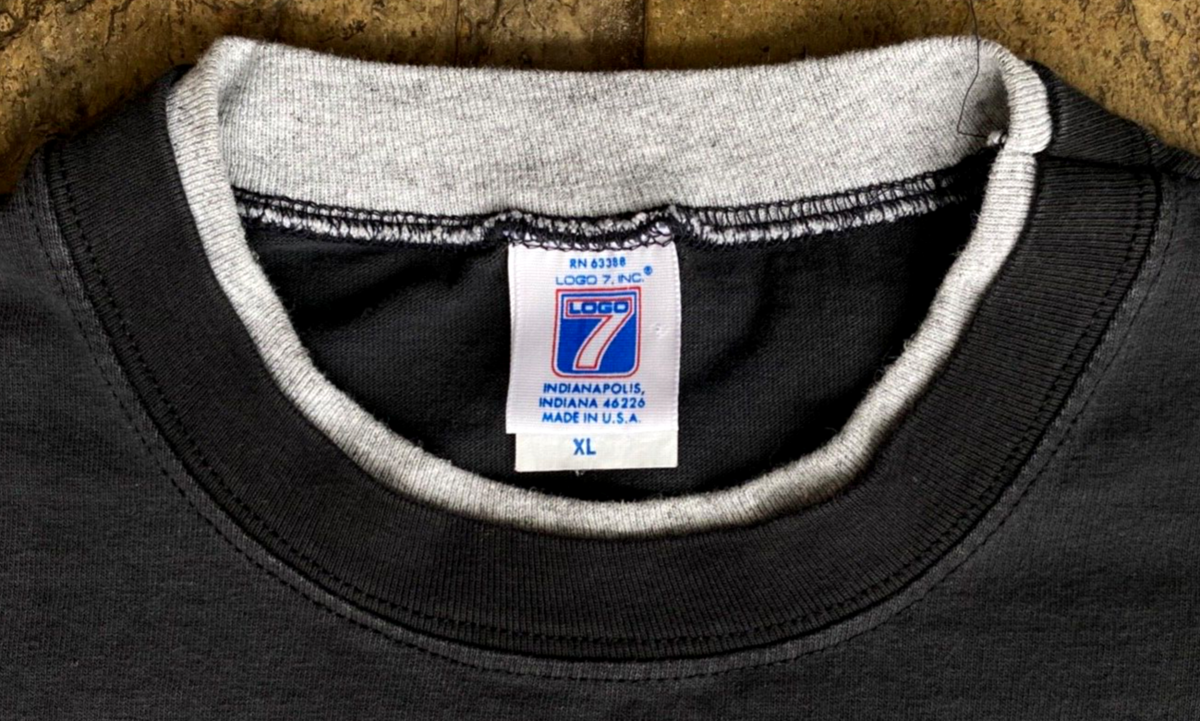 RN 63388
LOGO 7, INC.®
LOGO
7
INDIANAPOLIS,
INDIANA 46226
MADE IN U.S.A.
XL